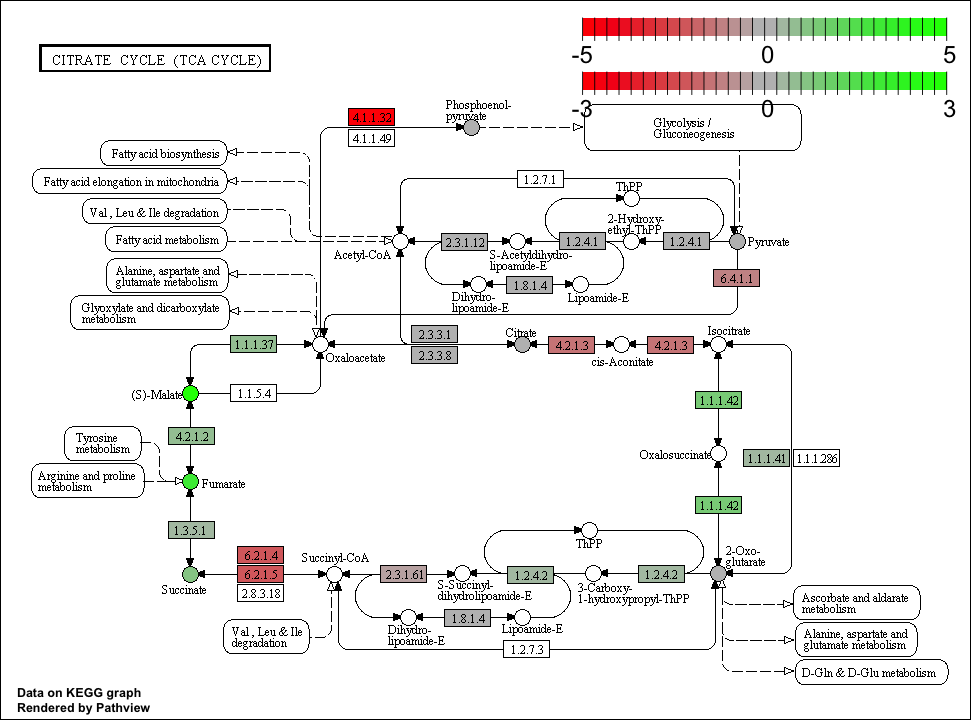 -5
0
5
-3
0
3
CITRATE CYCLE (TCA CYCLE)
Phosphoenol-
pyruvate
4.1.1.32
4.1.1.49
Glycolysis /
Gluconeogenesis
Fatty acid biosynthesis
Fatty acid elongation in mitochondria
Val , Leu & Ile degradation
Fatty acid metabolism
Alanine, aspartate and
glutamate metabolism
Glyoxylate and dicarboxylate
metabolism
1.2.7.1
ThPP
2-Hydroxy-
ethyl-ThPP
Acetyl-CoA
2.3.1.12
1.2.4.1
1.2.4.1
Pyruvate
S-Acetyldihydro-
lipoamide-E
1.8.1.4
Dihydro-
lipoamide-E
Lipoamide-E
6.4.1.1
1.1.1.37
Oxaloacetate
2.3.3.1
2.3.3.8
Citrate
4.2.1.3
cis-Aconitate
4.2.1.3
Isocitrate
(S)-Malate
1.1.5.4
1.1.1.42
4.2.1.2
Tyrosine
metabolism
Arginine and proline
metabolism
Fumarate
Oxalosuccinate
1.1.1.41
1.1.1.286
1.1.1.42
1.3.5.1
Succinate
6.2.1.4
6.2.1.5
2.8.3.18
Succinyl-CoA
2.3.1.61
S-Succinyl-
dihydrolipoamide-E
ThPP
1.2.4.2
3-Carboxy-
1-hydroxypropyl-ThPP
1.2.4.2
2-Oxo-
glutarate
Dihydro-
lipoamide-E
1.8.1.4
Lipoamide-E
1.2.7.3
Val , Leu & Ile
degradation
Ascorbate and aldarate
metabolism
Alanine, aspartate and
glutamate metabolism
D-Gln & D-Glu metabolism
Data on KEGG graph
Rendered by Pathview